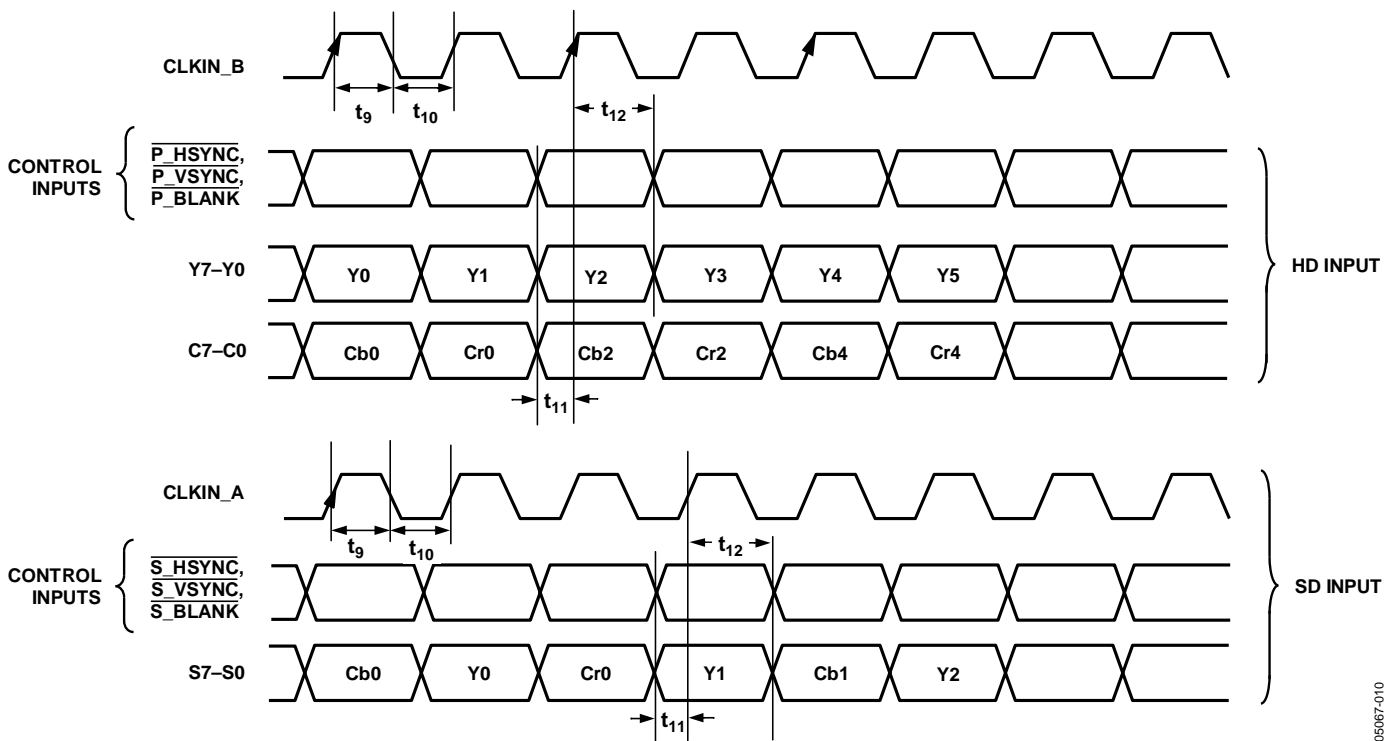 CLKIN_B
t9
t10
t12
CONTROL
INPUTS
P_HSYNC,
P_VSYNC,
P_BLANK
Y7–Y0
Y0
Y1
Y2
Y3
Y4
Y5
HD INPUT
C7–C0
Cb0
Cr0
Cb2
Cr2
Cb4
Cr4
t11
CLKIN_A
t9
t10
t12
CONTROL
INPUTS
S_HSYNC,
S_VSYNC,
S_BLANK
SD INPUT
S7–S0
Cb0
Y0
Cr0
Y1
Cb1
Y2
t11
05067-010